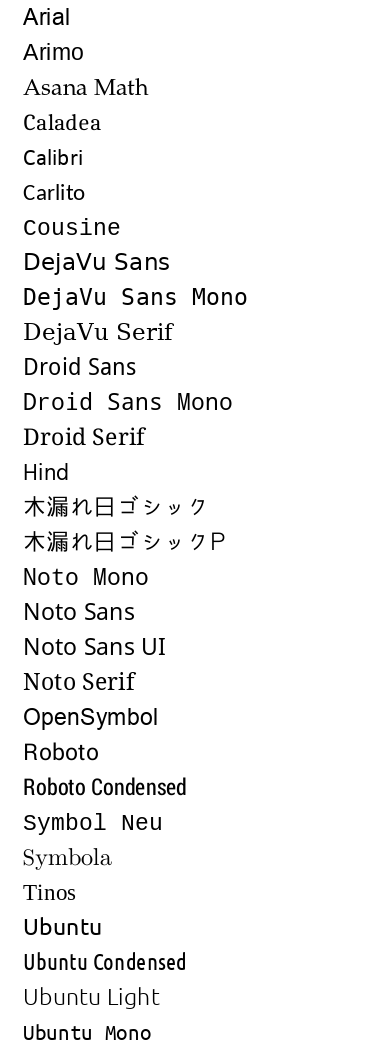 Arial
Arimo
Asana Math
Caladea
Calibri
Carlito
Cousine
DejaVu Sans
DejaVu Sans Mono
DejaVu Serif
Droid Sans
Droid Sans Mono
Droid Serif
Hind
木漏れ日ゴシック
木漏れ日ゴシックP
Noto Mono
Noto Sans
Noto Sans UI
Noto Serif
OpenSymbol
Roboto
Roboto Condensed
Symbol Neu
Symbola
Tinos
Ubuntu
Ubuntu Condensed
Ubuntu Light
Ubuntu Mono